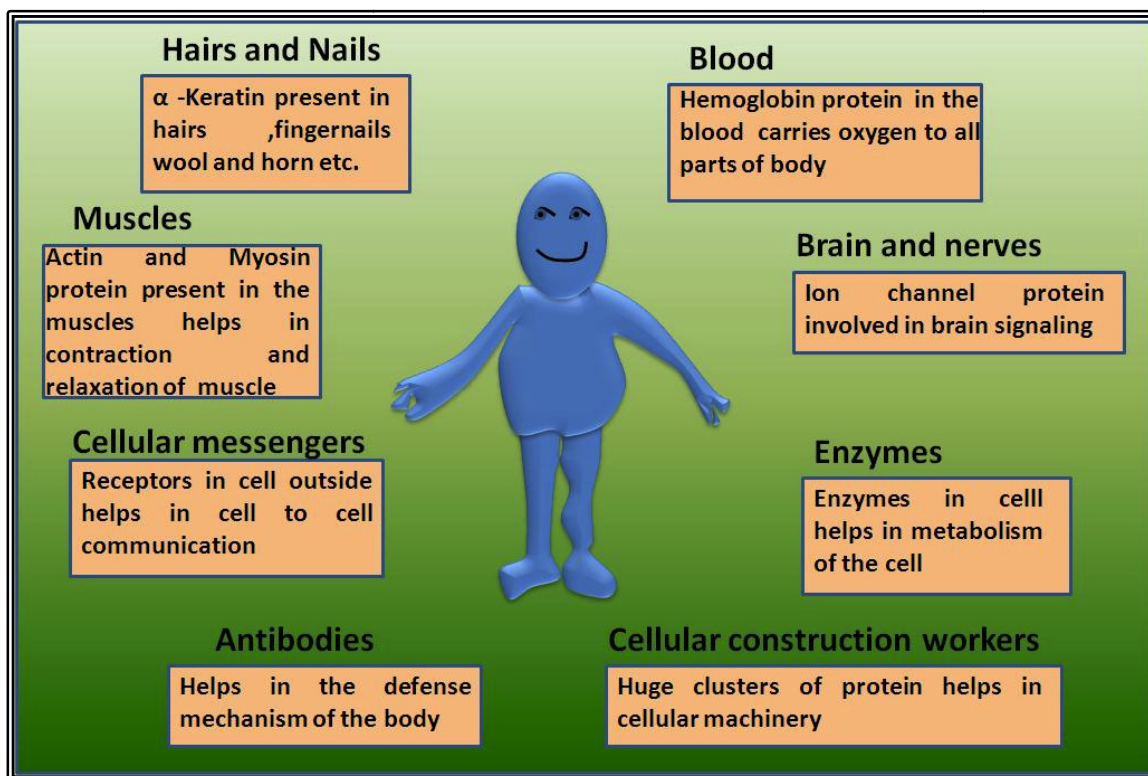 Hairs and Nails
α -Keratin present in
hairs ,fingernails
wool and horn etc.
Blood
Hemoglobin protein in the
blood carries oxygen to all
parts of body
Muscles
Actin and Myosin
protein present in the
muscles helps in
contraction and
relaxation of muscle
Brain and nerves
Ion channel protein
involved in brain signaling
Cellular messengers
Receptors in cell outside
helps in cell to cell
communication
Enzymes
Enzymes in celll
helps in metabolism
of the cell
Antibodies
Helps in the defense
mechanism of the body
Cellular construction workers
Huge clusters of protein helps in
cellular machinery